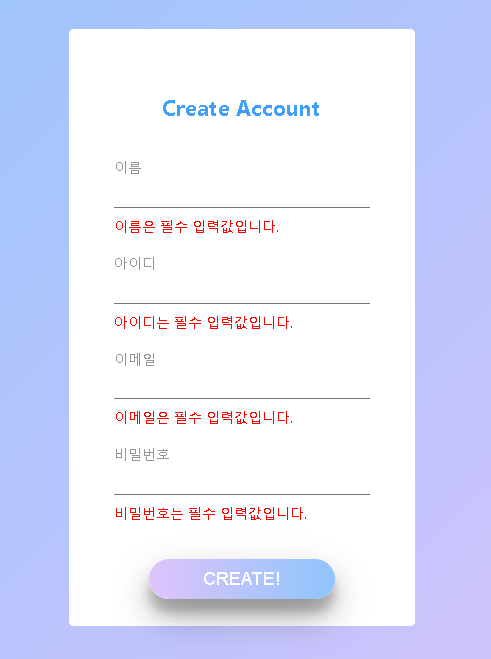 Create Account
이름
이름은 필수 입력값입니다.
아이디
아이디는 필수 입력값입니다.
이메일
이메일은 필수 입력값입니다.
비밀번호
비밀번호는 필수 입력값입니다.
CREATE!